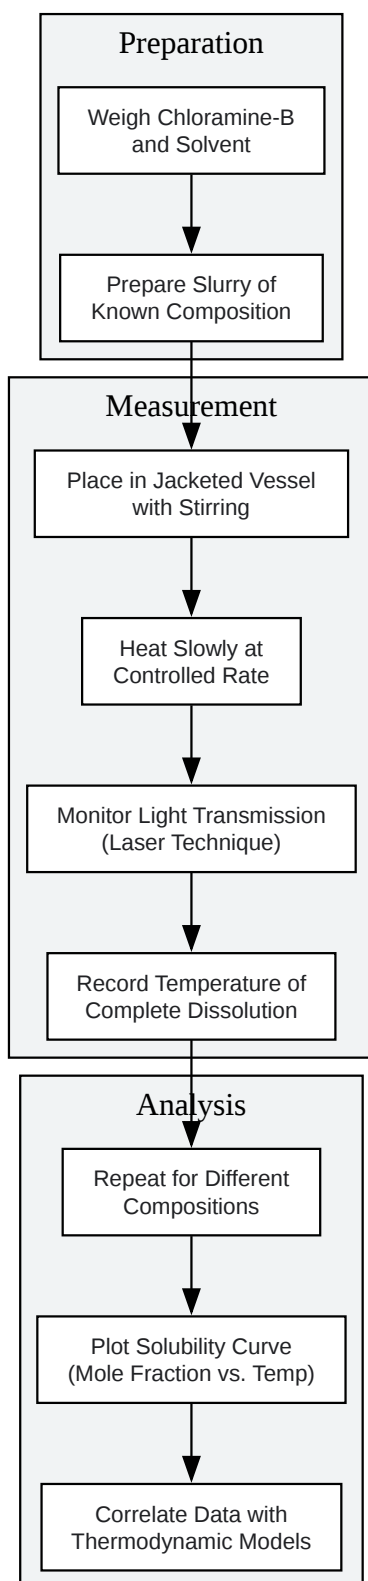 Preparation
Weigh Chloramine-B
and Solvent
Prepare Slurry of
Known Composition
Measurement
Place in Jacketed Vessel
with Stirring
Heat Slowly at
Controlled Rate
Monitor Light Transmission
(Laser Technique)
Record Temperature of
Complete Dissolution
Analysis
Repeat for Different
Compositions
Plot Solubility Curve
(Mole Fraction vs. Temp)
Correlate Data with
Thermodynamic Models